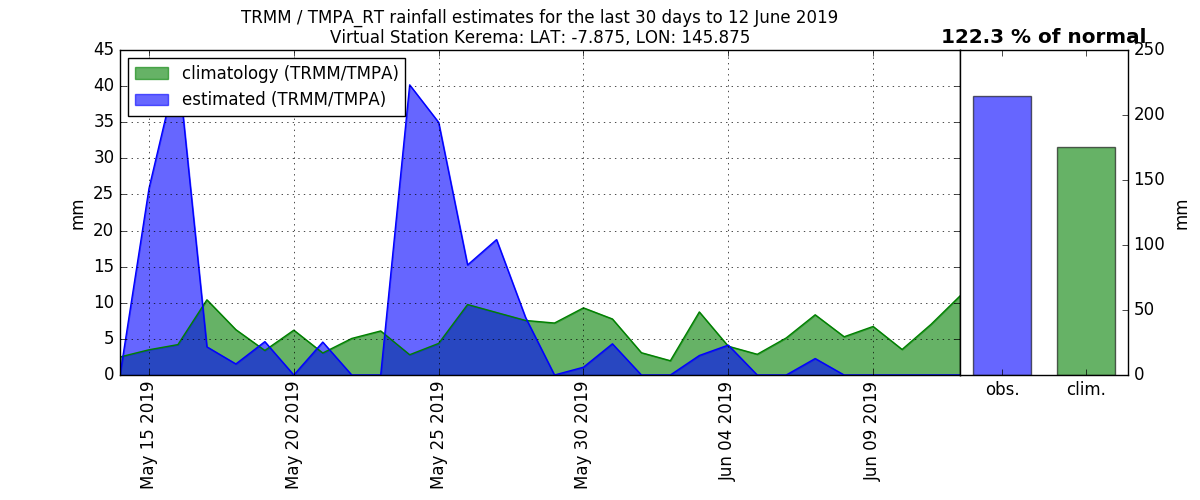 TRMM / TMPA_RT rainfall estimates for the last 30 days to 12 June 2019
Virtual Station Kerema: LAT: -7.875, LON: 145.875
122.3 % of normal
climatology (TRMM/TMPA)
estimated (TRMM/TMPA)
mm
45
40
35
30
25
20
15
10
5
0
May 15 2019
May 20 2019
May 25 2019
May 30 2019
Jun 04 2019
Jun 09 2019
250
200
150
100
50
0
mm
obs.
clim.